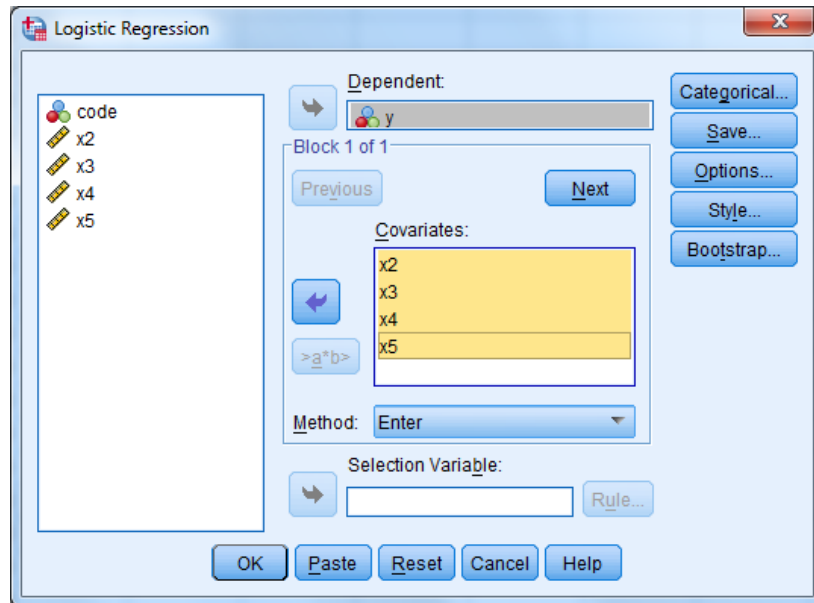 Logistic Regression
code
x2
x3
x4
x5
Dependent:
y
Block 1 of 1
Previous
Next
Covariates:
x2
x3
x4
x5
>a*b>
Method: Enter
Selection Variable:
Rule...
Categorical...
Save...
Options...
Style...
Bootstrap...
OK Paste Reset Cancel Help